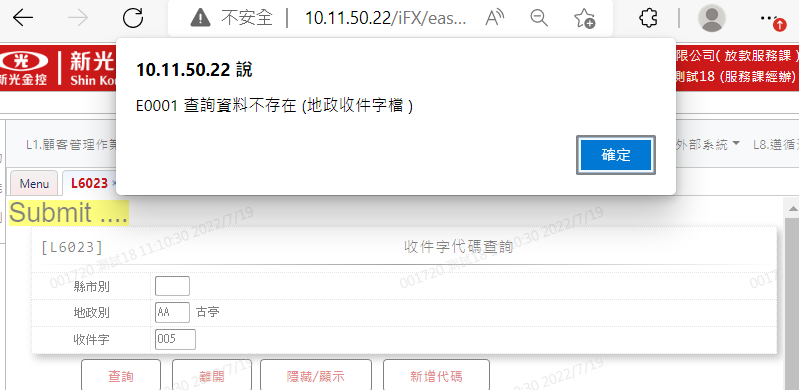 不安全
10.11.50.22/iFX/eas...
新光金控
新光
Shin Kon
限公司( 放款服務課 )
測試18 (服務課經辦)
10.11.50.22 說
E0001 查詢資料不存在 (地政收件字檔 )
確定
L1.顧客管理作業
外部系統
L8.遵循
Menu
L6023
Submit ....
[L6023]
收件字代碼查詢
縣市別
地政別
AA
古亭
收件字
005
查詢
離開
隱藏/顯示
新增代碼
001720 測試18 11:10:30 2022/7/19